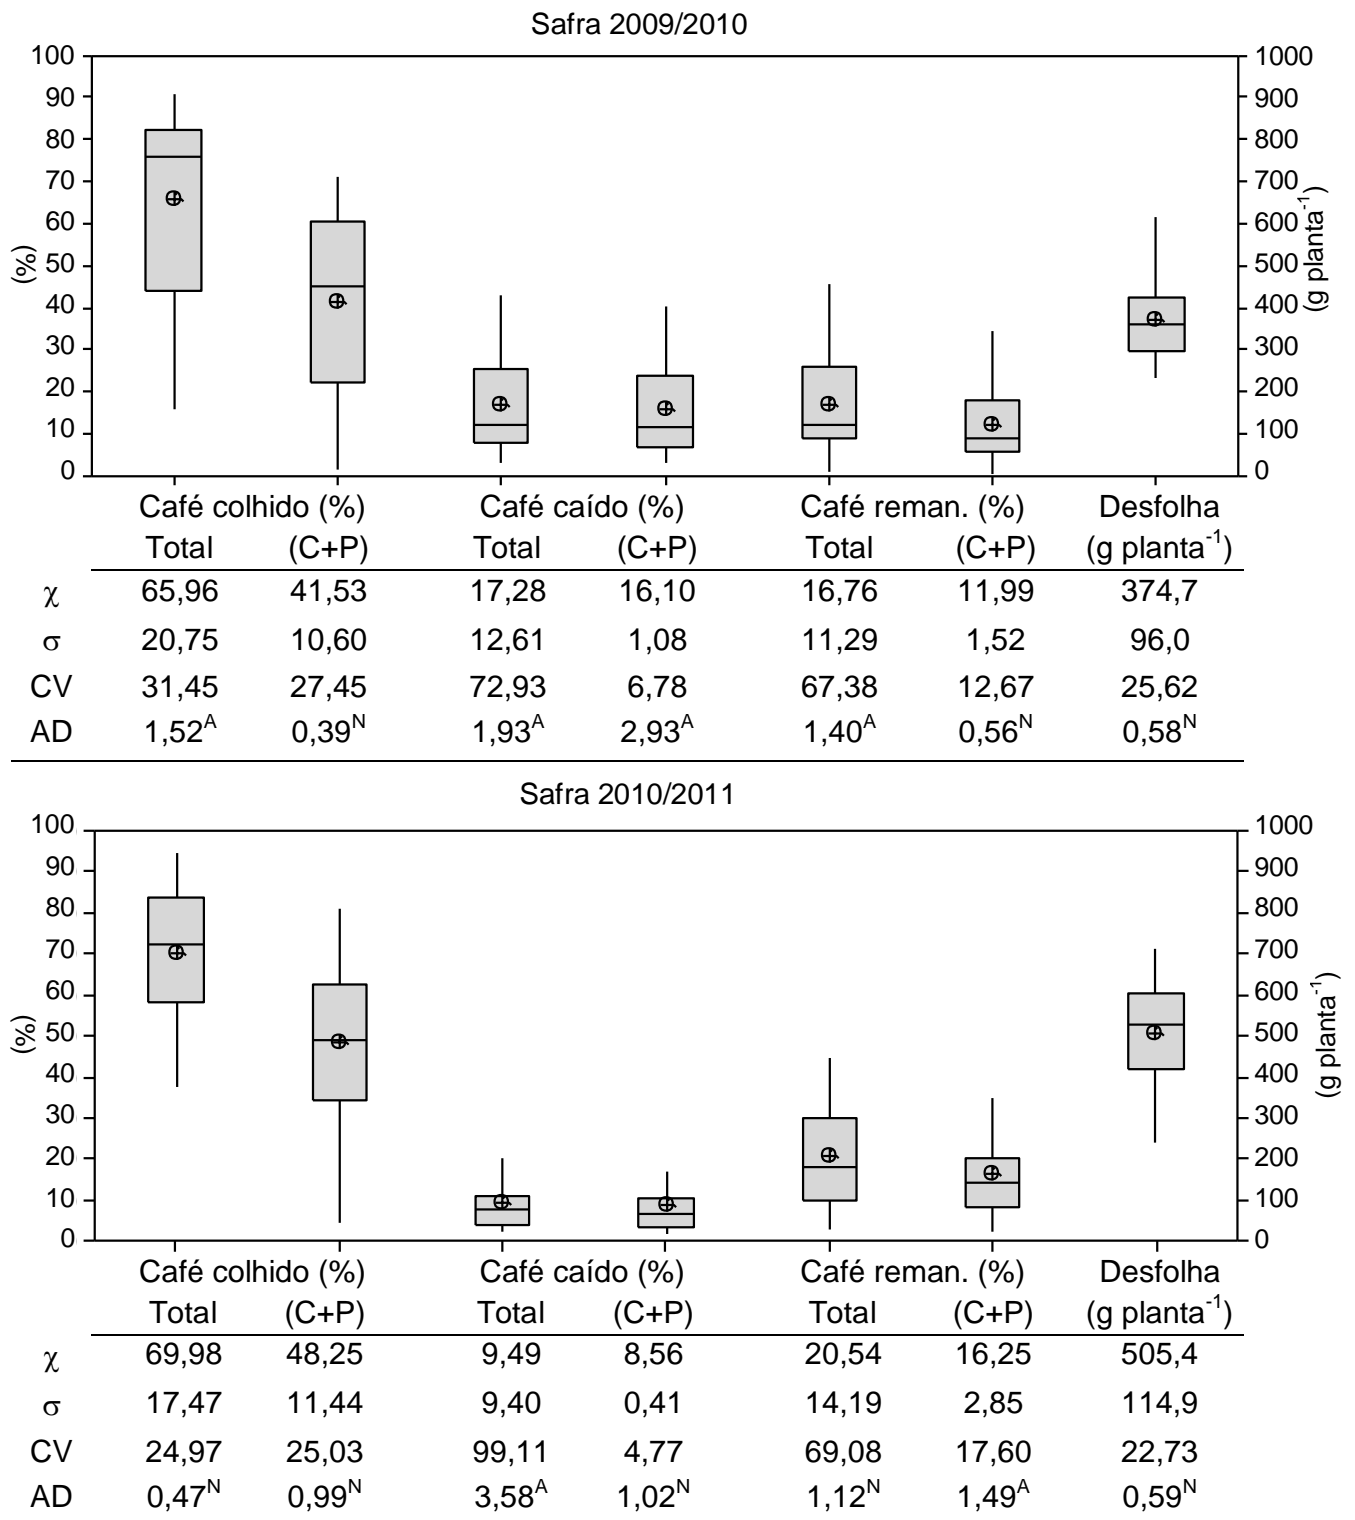 Safra 2009/2010
100 1000
90 900
80 800
70 700
60 600
50 500
40 400
30 300
20 200
10 100
0 0
(%)
(g planta-1)
Café colhido (%) Café caído (%) Café reman. (%) Desfolha
Total (C+P) Total (C+P) Total (C+P) (g planta-1)
χ 65,96 41,53 17,28 16,10 16,76 11,99 374,7
σ 20,75 10,60 12,61 1,08 11,29 1,52 96,0
CV 31,45 27,45 72,93 6,78 67,38 12,67 25,62
AD 1,52A 0,39N 1,93A 2,93A 1,40A 0,56N 0,58N
Safra 2010/2011
100 1000
90 900
80 800
70 700
60 600
50 500
40 400
30 300
20 200
10 100
0 0
(%)
(g planta-1)
Café colhido (%) Café caído (%) Café reman. (%) Desfolha
Total (C+P) Total (C+P) Total (C+P) (g planta-1)
χ 69,98 48,25 9,49 8,56 20,54 16,25 505,4
σ 17,47 11,44 9,40 0,41 14,19 2,85 114,9
CV 24,97 25,03 99,11 4,77 69,08 17,60 22,73
AD 0,47N 0,99N 3,58A 1,02N 1,12N 1,49A 0,59N